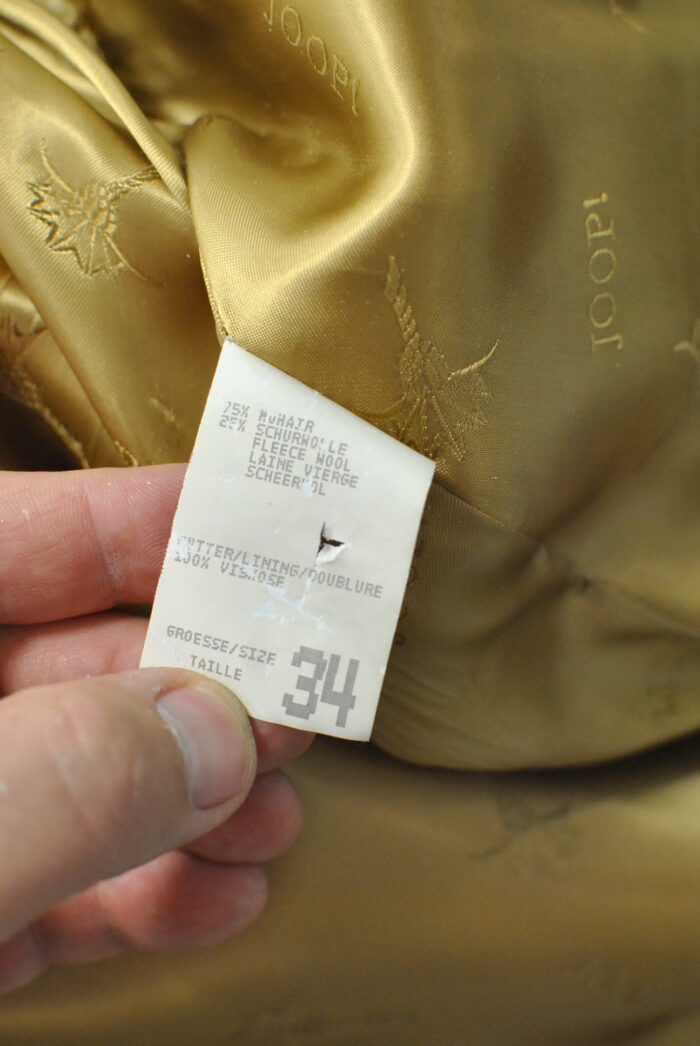 JOOP!
JOOP!
75% MOHAIR
25% SCHURWOLLE
FLEECE WOOL
LAINE VIERGE
SCHEERWOL
FUTTER/LINING/DOUBLURE
100% VISKOSE
GROESSE/SIZE
TAILLE
34